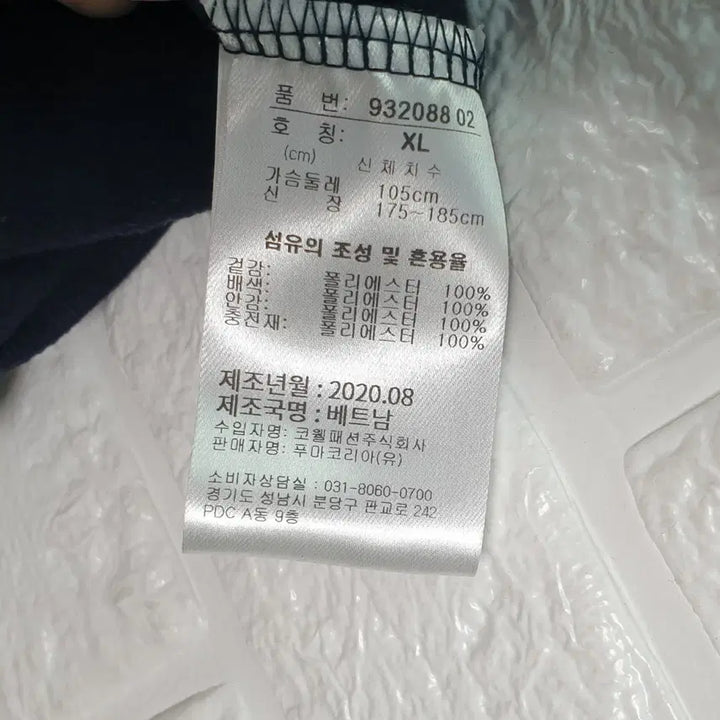 품 번: 932088 02
호 칭: XL
(cm) 신체치수
가슴둘레 105cm
신 장 175~185cm
섬유의 조성 및 혼용율
겉감: 폴리에스터 100%
배색: 폴리에스터 100%
안감: 폴리에스터 100%
충전재: 폴리에스터 100%
제조년월 : 2020.08
제조국명 : 베트남
수입자명: 코웰패션주식회사
판매자명: 푸마코리아(유)
소비자상담실 : 031-8060-0700
경기도 성남시 분당구 판교로 242
PDC A동 9층